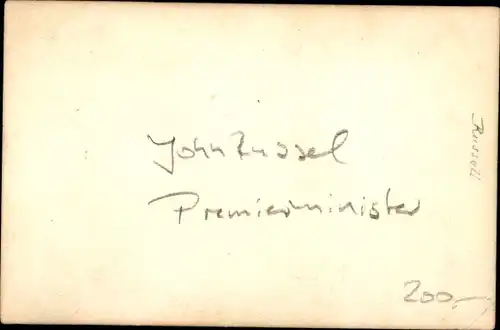 John Russel
Premierminister
Russell
200,-